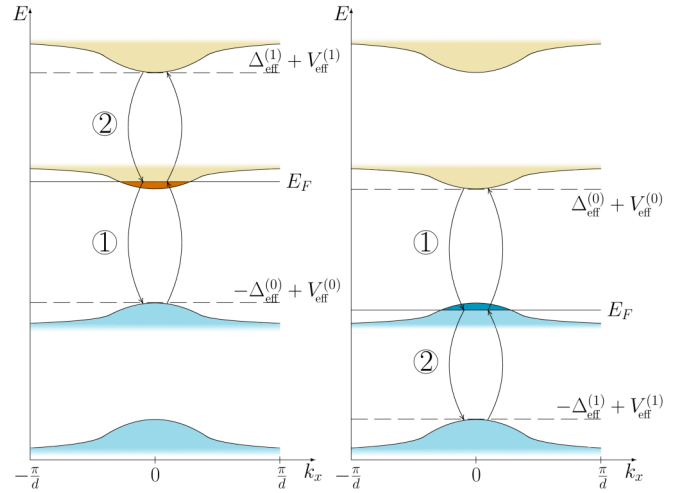 E
Δ_eff^(1) + V_eff^(1)
②
E_F
①
−Δ_eff^(0) + V_eff^(0)
−π/d
0
π/d
k_x
E
Δ_eff^(0) + V_eff^(0)
①
E_F
②
−Δ_eff^(1) + V_eff^(1)
−π/d
0
π/d
k_x